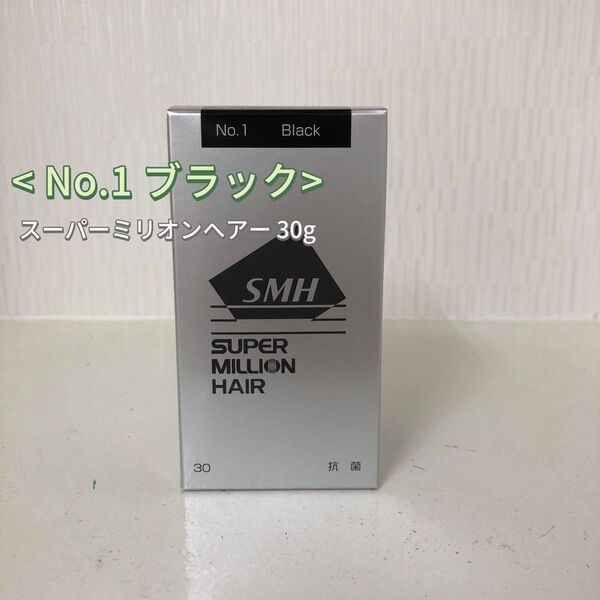 No.1 Black
< No.1 ブラック>
スーパーミリオンヘアー 30g
SMH
SUPER
MILLION
HAIR
30 抗菌